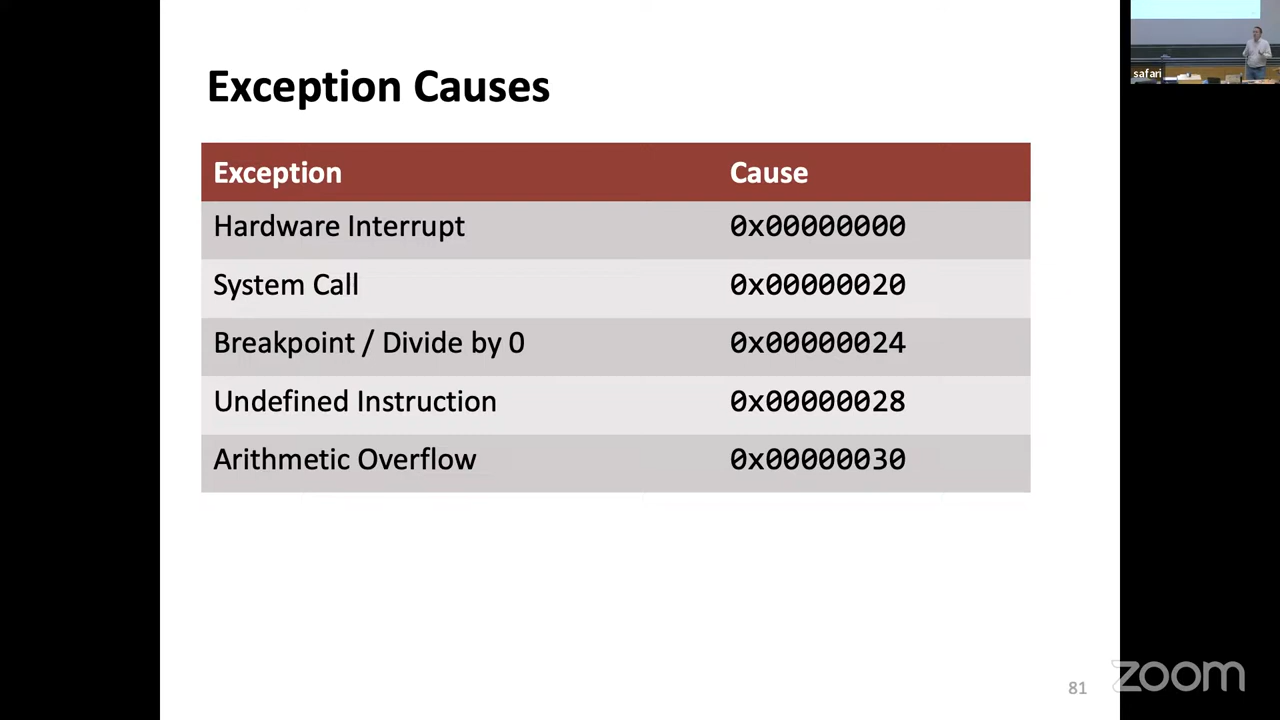 safari
Exception Causes
Exception Cause
Hardware Interrupt 0x00000000
System Call 0x00000020
Breakpoint / Divide by 0 0x00000024
Undefined Instruction 0x00000028
Arithmetic Overflow 0x00000030
81
zoom